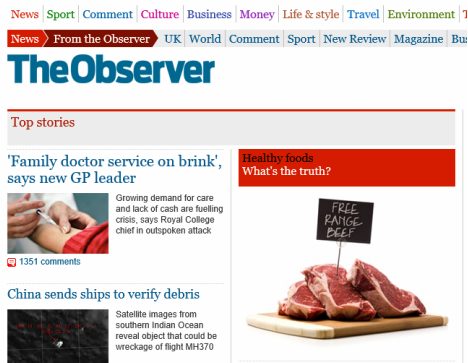 News Sport Comment Culture Business Money Life & style Travel Environment
News From the Observer UK World Comment Sport New Review Magazine
TheObserver
Top stories
'Family doctor service on brink',
says new GP leader
Growing demand for care
and lack of cash are fuelling
crisis, says Royal College
chief in outspoken attack
1351 comments
China sends ships to verify debris
Satellite images from
southern Indian Ocean
reveal object that could be
wreckage of flight MH370
Healthy foods
What's the truth?
FREE
RANGE
BEEF